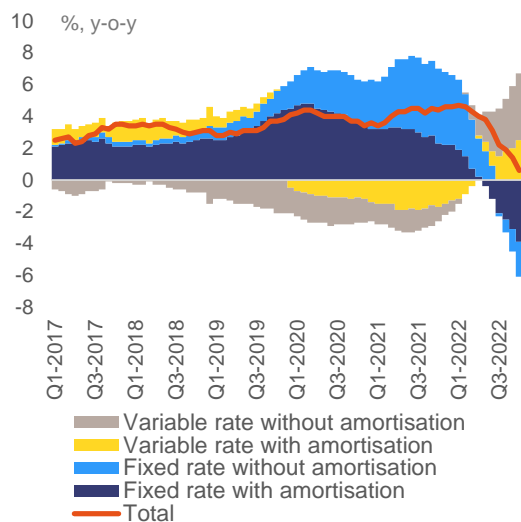 %, y-o-y
10
8
6
4
2
0
-2
-4
-6
-8
Q1-2017
Q3-2017
Q1-2018
Q3-2018
Q1-2019
Q3-2019
Q1-2020
Q3-2020
Q1-2021
Q3-2021
Q1-2022
Q3-2022
Variable rate without amortisation
Variable rate with amortisation
Fixed rate without amortisation
Fixed rate with amortisation
Total